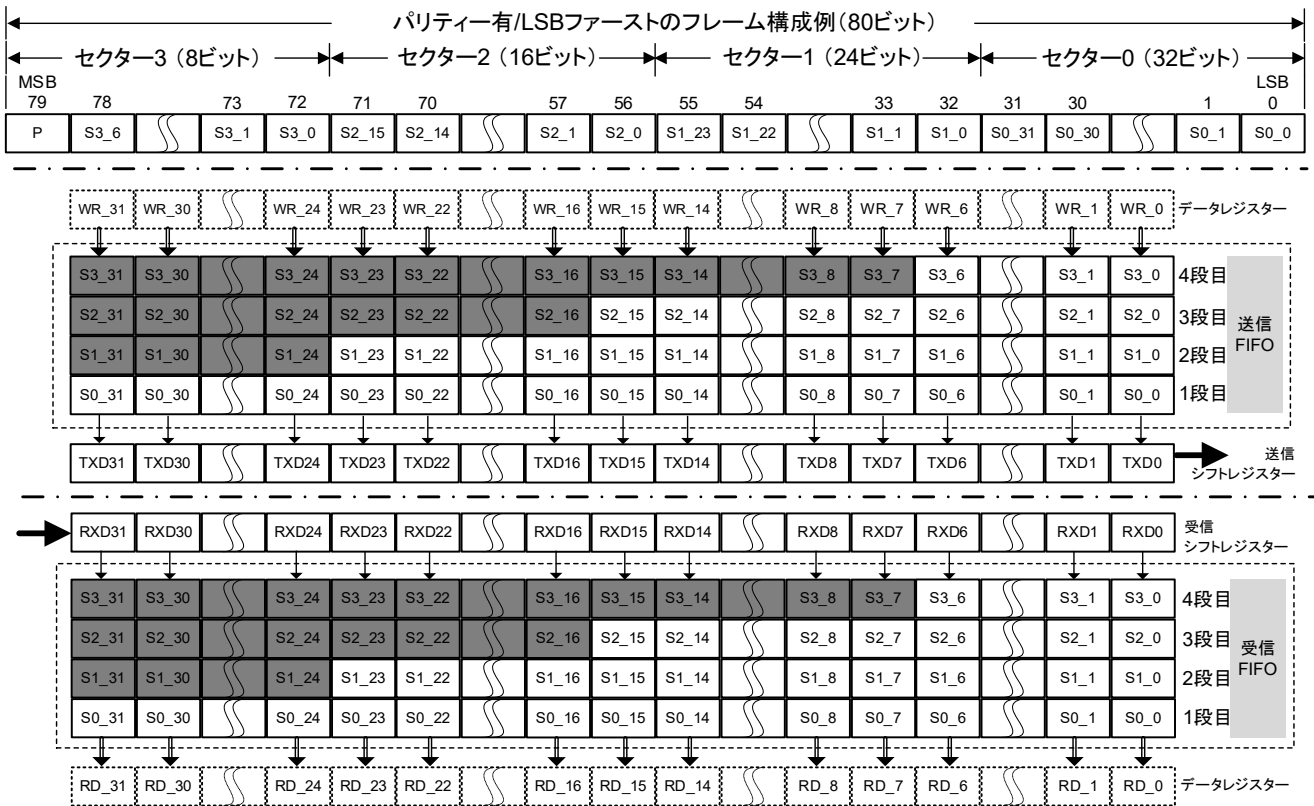 パリティー有/LSBファーストのフレーム構成例(80ビット)
セクター3 (8ビット) セクター2 (16ビット) セクター1 (24ビット) セクター0 (32ビット)
MSB LSB
79 78 73 72 71 70 57 56 55 54 33 32 31 30 1 0
P S3_6 S3_1 S3_0 S2_15 S2_14 S2_1 S2_0 S1_23 S1_22 S1_1 S1_0 S0_31 S0_30 S0_1 S0_0
WR_31 WR_30 WR_24 WR_23 WR_22 WR_16 WR_15 WR_14 WR_8 WR_7 WR_6 WR_1 WR_0 データレジスター
S3_31 S3_30 S3_24 S3_23 S3_22 S3_16 S3_15 S3_14 S3_8 S3_7 S3_6 S3_1 S3_0 4段目
S2_31 S2_30 S2_24 S2_23 S2_22 S2_16 S2_15 S2_14 S2_8 S2_7 S2_6 S2_1 S2_0 3段目
S1_31 S1_30 S1_24 S1_23 S1_22 S1_16 S1_15 S1_14 S1_8 S1_7 S1_6 S1_1 S1_0 2段目
S0_31 S0_30 S0_24 S0_23 S0_22 S0_16 S0_15 S0_14 S0_8 S0_7 S0_6 S0_1 S0_0 1段目
送信
FIFO
TXD31 TXD30 TXD24 TXD23 TXD22 TXD16 TXD15 TXD14 TXD8 TXD7 TXD6 TXD1 TXD0
送信
シフトレジスター
RXD31 RXD30 RXD24 RXD23 RXD22 RXD16 RXD15 RXD14 RXD8 RXD7 RXD6 RXD1 RXD0
受信
シフトレジスター
S3_31 S3_30 S3_24 S3_23 S3_22 S3_16 S3_15 S3_14 S3_8 S3_7 S3_6 S3_1 S3_0 4段目
S2_31 S2_30 S2_24 S2_23 S2_22 S2_16 S2_15 S2_14 S2_8 S2_7 S2_6 S2_1 S2_0 3段目
S1_31 S1_30 S1_24 S1_23 S1_22 S1_16 S1_15 S1_14 S1_8 S1_7 S1_6 S1_1 S1_0 2段目
S0_31 S0_30 S0_24 S0_23 S0_22 S0_16 S0_15 S0_14 S0_8 S0_7 S0_6 S0_1 S0_0 1段目
受信
FIFO
RD_31 RD_30 RD_24 RD_23 RD_22 RD_16 RD_15 RD_14 RD_8 RD_7 RD_6 RD_1 RD_0 データレジスター